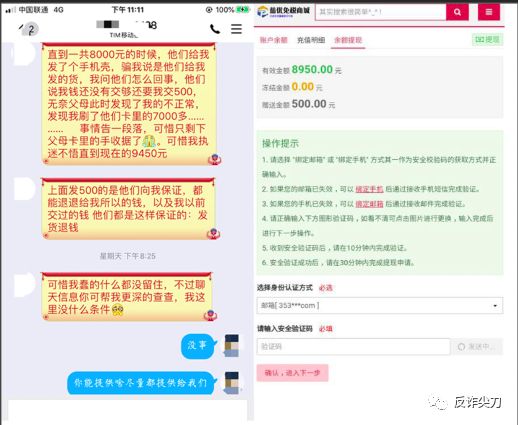 中国联通 4G
下午 11:11
2
TIM移动
直到一共8000元的时候，他们给我
发了个手机壳，骗我说是他们给我
发的货，我问他们怎么回事，他们
说我钱还没有交够还要我交500，
无奈父母此时发现了我的不正常，
发现我刷了他们卡里的7000多……
…………　事情告一段落，可惜只剩下
父母卡里的手收据了。可惜我
执迷不悟直到现在的9450元
上面发500的是他们向我保证，都
能退退给我所以的钱，以及我以前
交过的钱 他们都是这样保证的：发
货退钱
星期天 下午 8:25
可惜我蠢的什么都没留住，不过聊
天信息你可帮我更深的查查，我这
里没什么条件
没事
你能提供啥尽量都提供给我们
优免税商城
其实搜索很简单^_^！
账户余额 充值明细 余额提现
提现
有效金额 8950.00 元
冻结金额 0.00 元
赠送金额 500.00 元
操作提示
1. 请选择 "绑定邮箱" 或 "绑定手机" 方式其一作为安全校验码的获取方式并正
确输入。
2. 如果您的邮箱已失效，可以 绑定手机 后通过接收手机短信完成验证。
3. 如果您的手机已失效，可以 绑定邮箱 后通过接收邮件完成验证。
4. 请正确输入下方图形验证码，如看不清可点击图片进行更换，输入完成后
进行下一步操作。
5. 收到安全验证码后，请在10分钟内完成验证。
6. 安全验证成功后，请在30分钟内完成提现申请。
选择身份认证方式 必选
邮箱[ 353***com ]
请输入安全验证码 必填
验证码
发送中...
确认，进入下一步
反诈尖刀